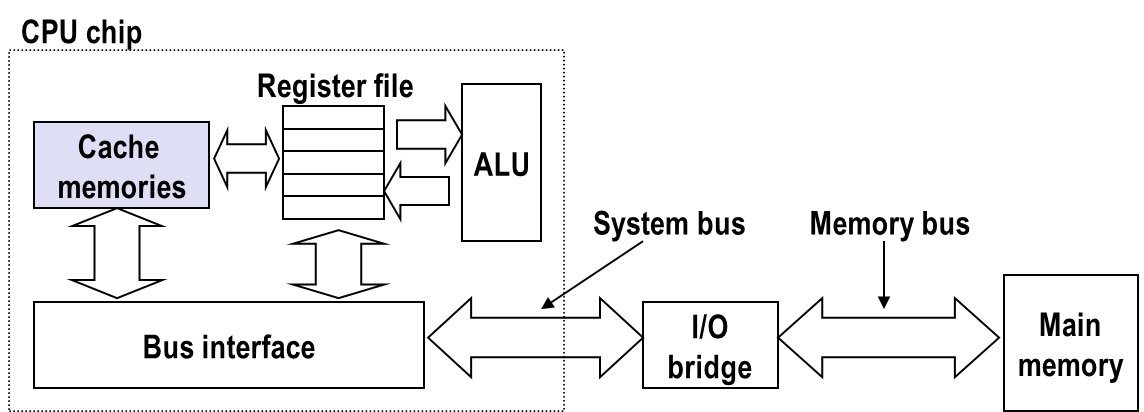 CPU chip
Register file
Cache
memories
ALU
System bus
Memory bus
Bus interface
I/O
bridge
Main
memory